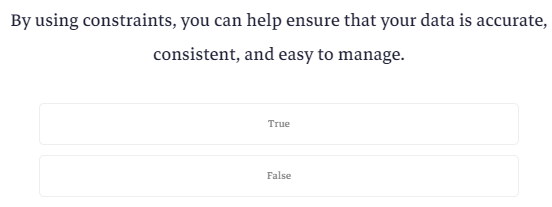 By using constraints, you can help ensure that your data is accurate,
consistent, and easy to manage.
True
False